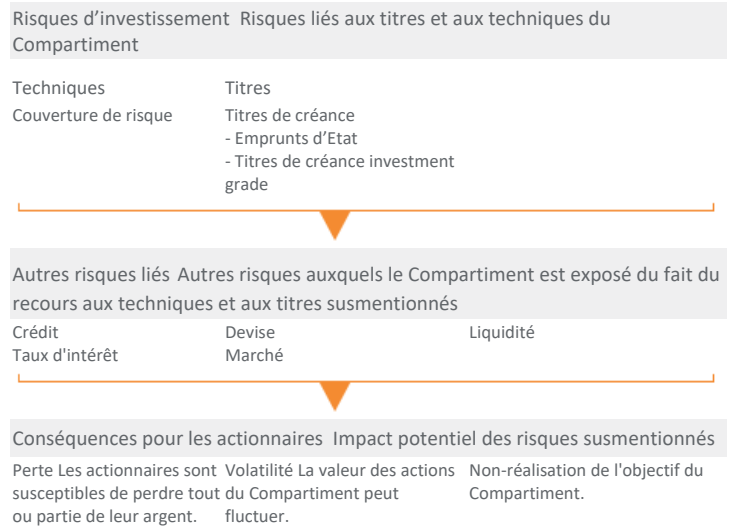 Risques d’investissement Risques liés aux titres et aux techniques du
Compartiment
Techniques
Couverture de risque
Titres
Titres de créance
- Emprunts d’Etat
- Titres de créance investment
grade
Autres risques liés Autres risques auxquels le Compartiment est exposé du fait du
recours aux techniques et aux titres susmentionnés
Crédit
Taux d'intérêt
Devise
Marché
Liquidité
Conséquences pour les actionnaires Impact potentiel des risques susmentionnés
Perte Les actionnaires sont
susceptibles de perdre tout
ou partie de leur argent.
Volatilité La valeur des actions
du Compartiment peut
fluctuer.
Non-réalisation de l'objectif du
Compartiment.